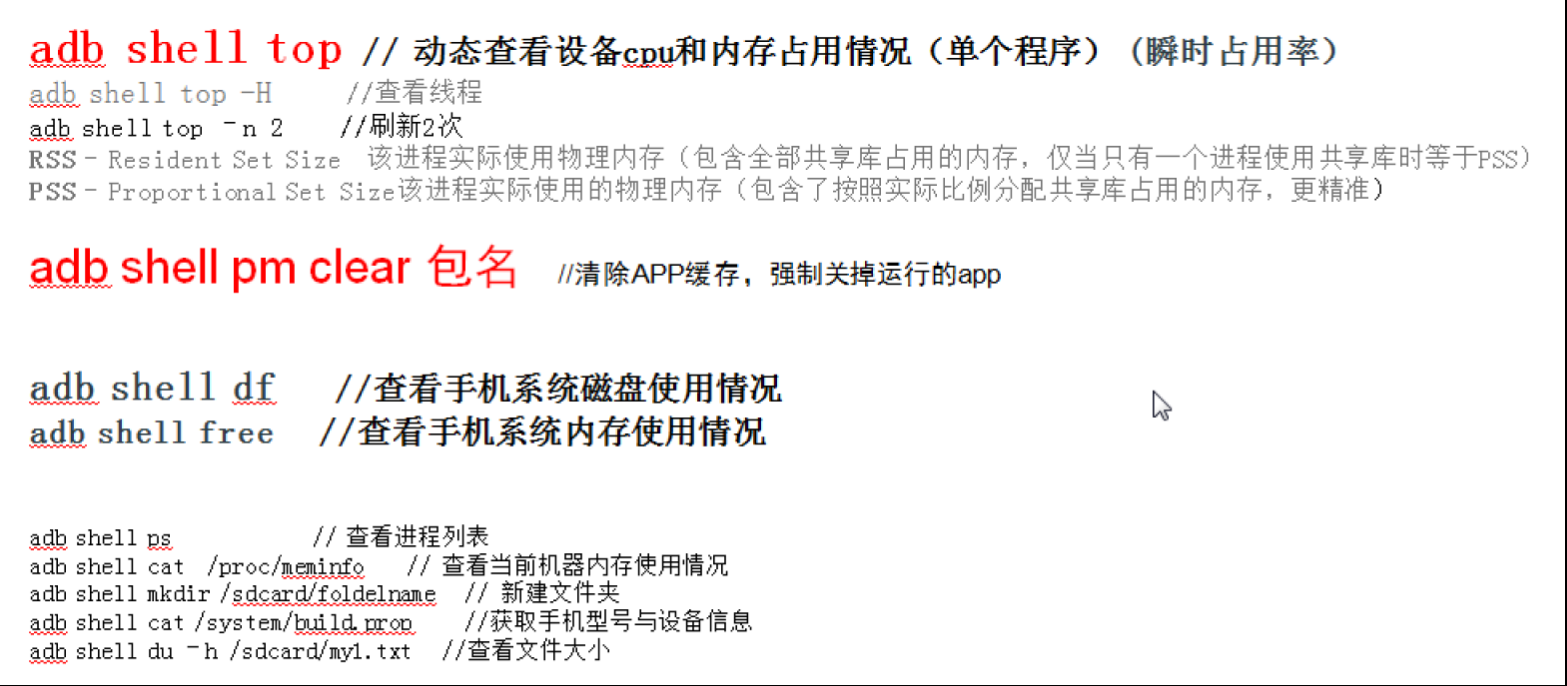 adb shell top // 动态查看设备cpu和内存占用情况（单个程序）（瞬时占用率）
adb shell top -H //查看线程
adb shell top -n 2 //刷新2次
RSS - Resident Set Size 该进程实际使用物理内存（包含全部共享库占用的内存，仅当只有一个进程使用共享库时等于PSS）
PSS - Proportional Set Size该进程实际使用的物理内存（包含了按照实际比例分配共享库占用的内存，更精准）
adb shell pm clear 包名 //清除APP缓存，强制关掉运行的app
adb shell df //查看手机系统磁盘使用情况
adb shell free //查看手机系统内存使用情况
adb shell ps // 查看进程列表
adb shell cat /proc/meminfo // 查看当前机器内存使用情况
adb shell mkdir /sdcard/foldelname // 新建文件夹
adb shell cat /system/build.prop //获取手机型号与设备信息
adb shell du -h /sdcard/my1.txt //查看文件大小